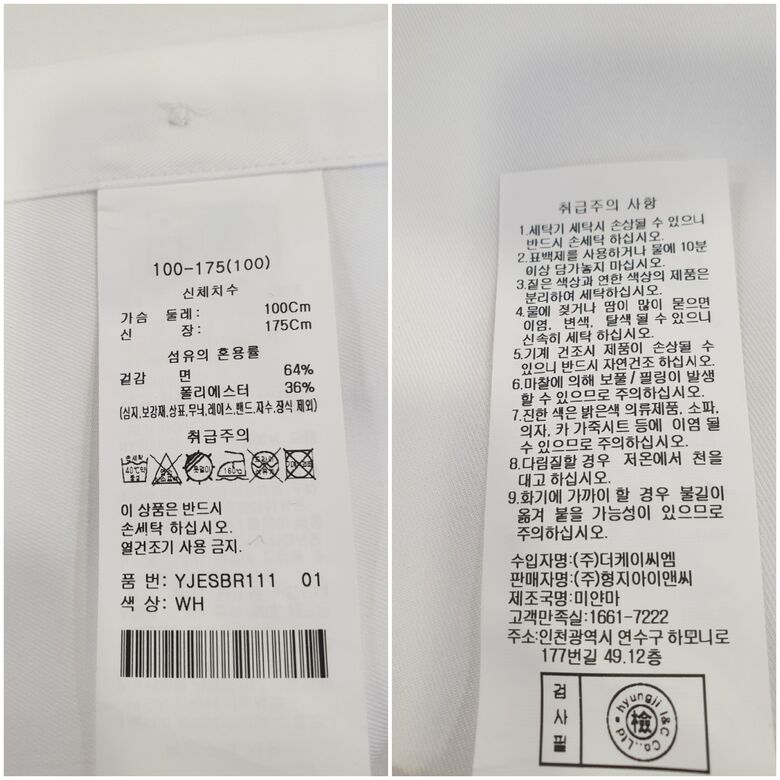 100-175(100)
신체치수
가슴 둘레: 100Cm
신 장: 175Cm
섬유의 혼용률
겉감 면 64%
폴리에스터 36%
(심지,보강재,상표,무늬,레이스,밴드,자수,장식 제외)
취급주의
손세탁 40℃약 중성
옷걸이
160℃
드라이
이 상품은 반드시
손세탁 하십시오.
열건조기 사용 금지.
품 번: YJESBR111 01
색 상: WH
취급주의 사항
1.세탁기 세탁시 손상될 수 있으니
반드시 손세탁 하십시오.
2.표백제를 사용하거나 물에 10분
이상 담가놓지 마십시오.
3.짙은 색상과 연한 색상의 제품은
분리하여 세탁하십시오.
4.물에 젖거나 땀이 많이 묻으면
이염, 변색, 탈색 될 수 있으니
신속히 세탁 하십시오.
5.기계 건조시 제품이 손상될 수
있으니 반드시 자연건조 하십시오.
6.마찰에 의해 보풀/필링이 발생
할 수 있으므로 주의하십시오.
7.진한 색은 밝은색 의류제품, 소파,
의자, 카 가죽시트 등에 이염 될
수 있으므로 주의하십시오.
8.다림질할 경우 저온에서 천을
대고 하십시오.
9.화기에 가까이 할 경우 불길이
옮겨 붙을 가능성이 있으므로
주의하십시오.
수입자명:(주)더케이씨엠
판매자명:(주)형지아이앤씨
제조국명:미얀마
고객만족실:1661-7222
주소:인천광역시 연수구 하모니로
177번길 49.12층
검사필
hyungji I&C Co.,Ltd
檢